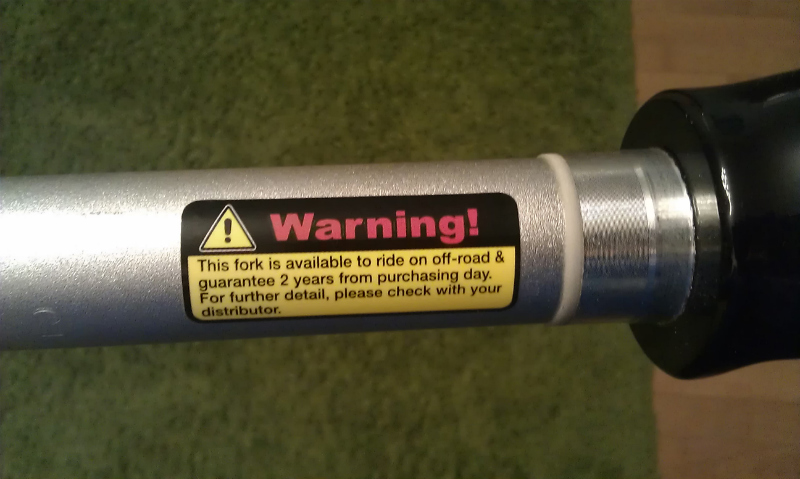 Warning!
This fork is available to ride on off-road &
guarantee 2 years from purchasing day.
For further detail, please check with your
distributor.